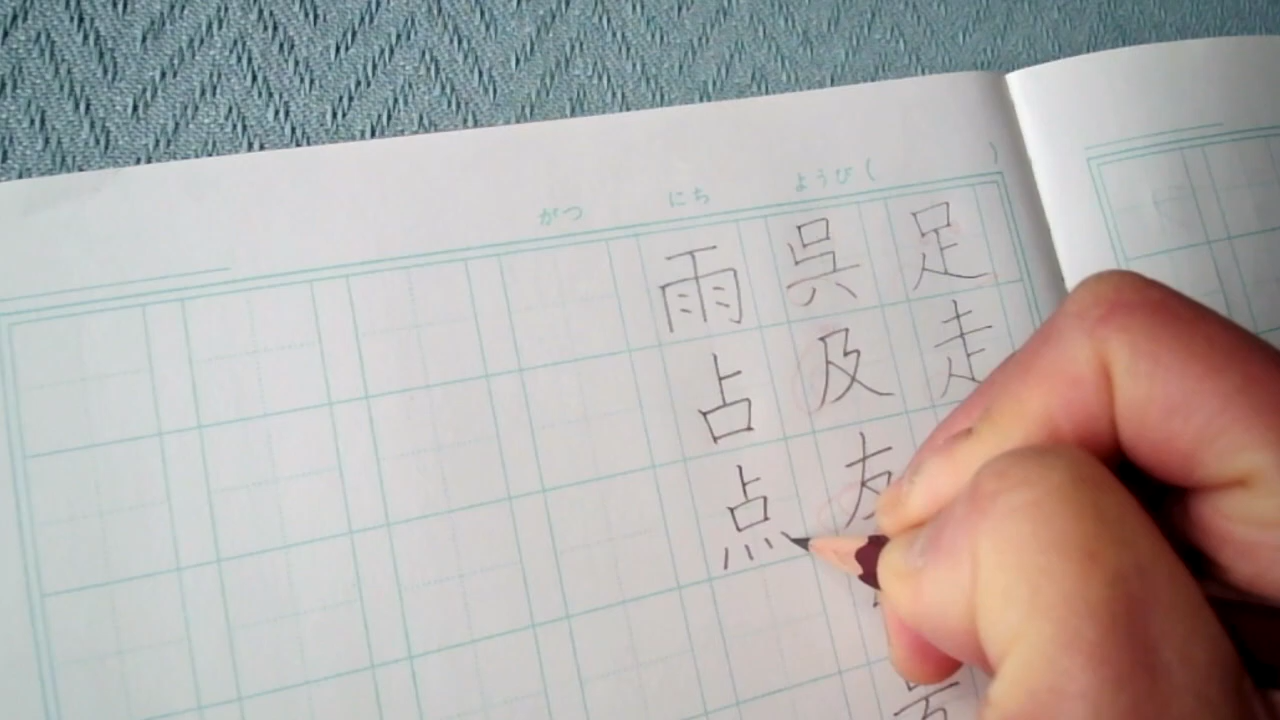 がつ にち ようび( )
足走
呉及友
雨占点